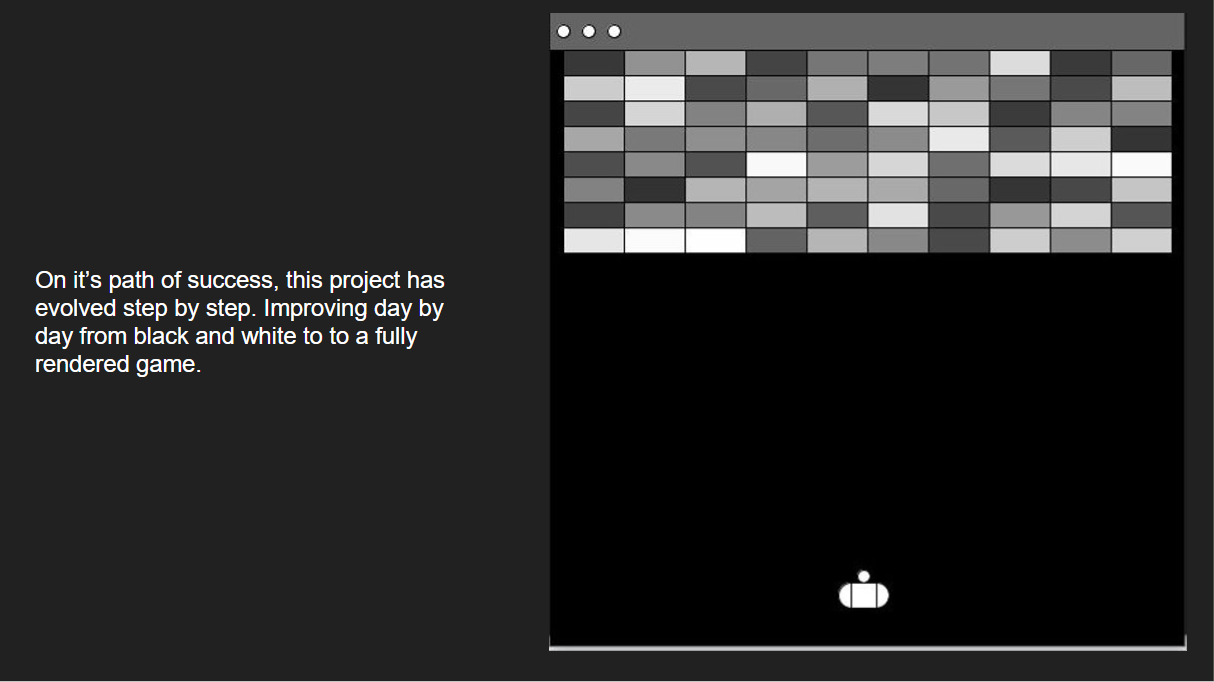 On it’s path of success, this project has
evolved step by step. Improving day by
day from black and white to to a fully
rendered game.